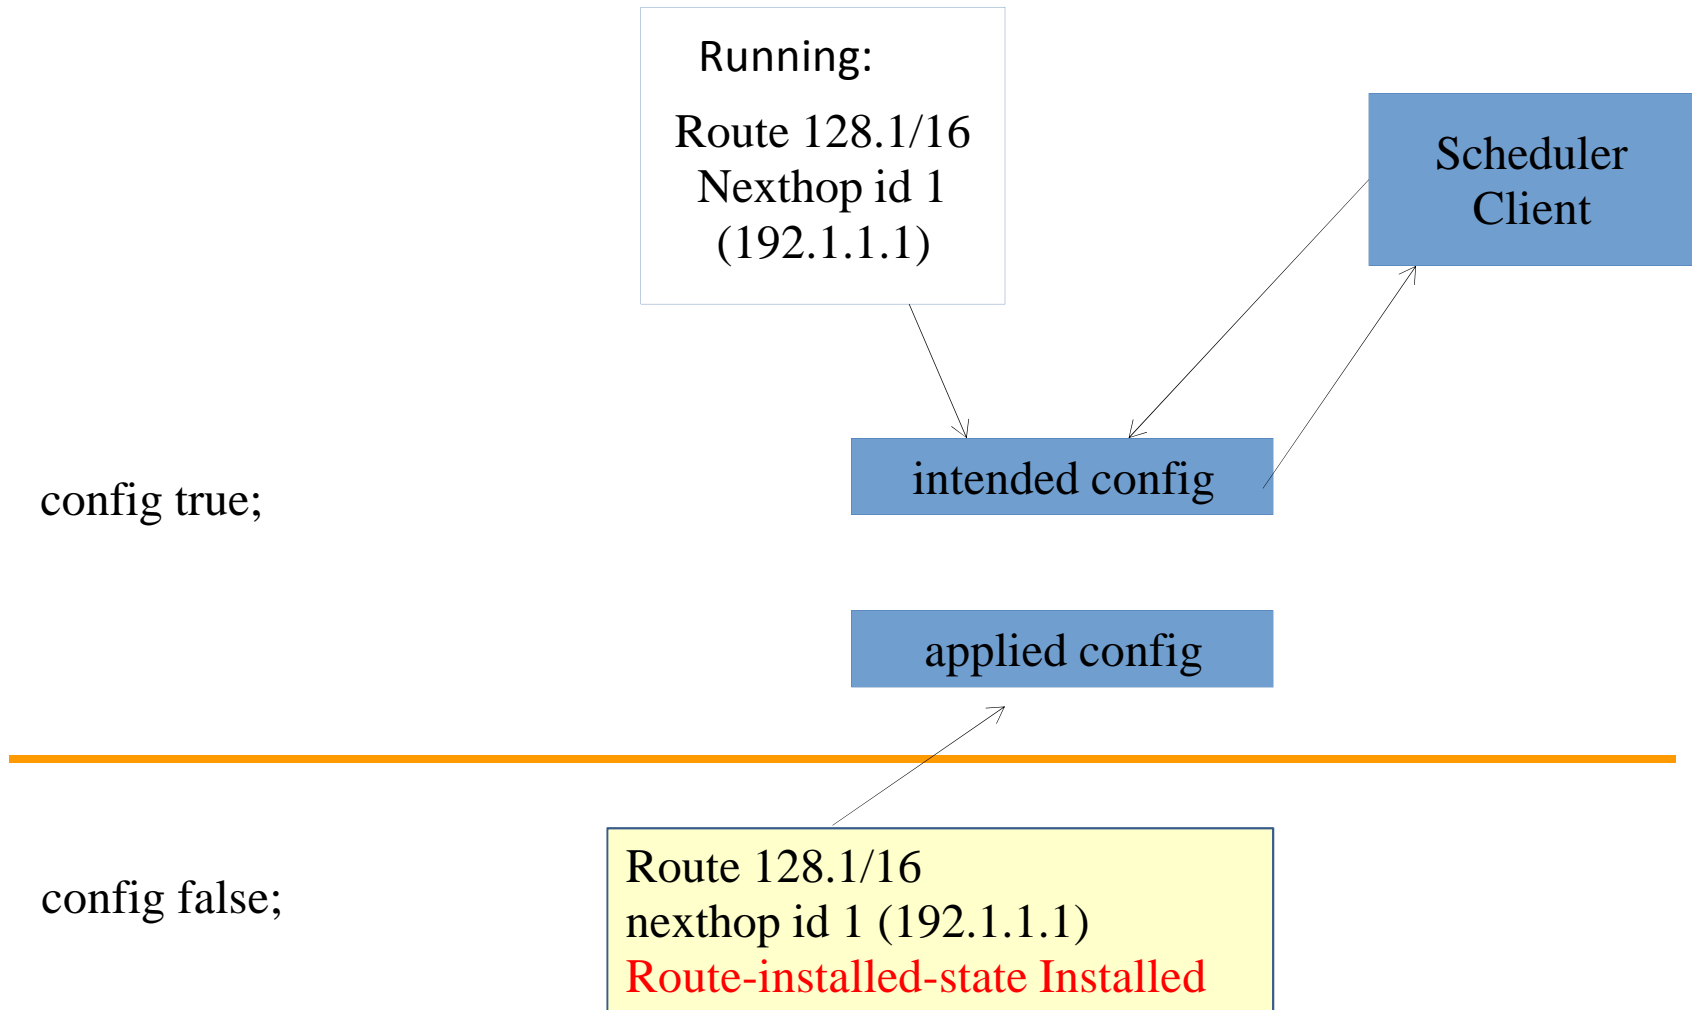 Running:
Route 128.1/16
Nexthop id 1
(192.1.1.1)
Scheduler
Client
intended config
config true;
applied config
config false;
Route 128.1/16
nexthop id 1 (192.1.1.1)
Route-installed-state Installed